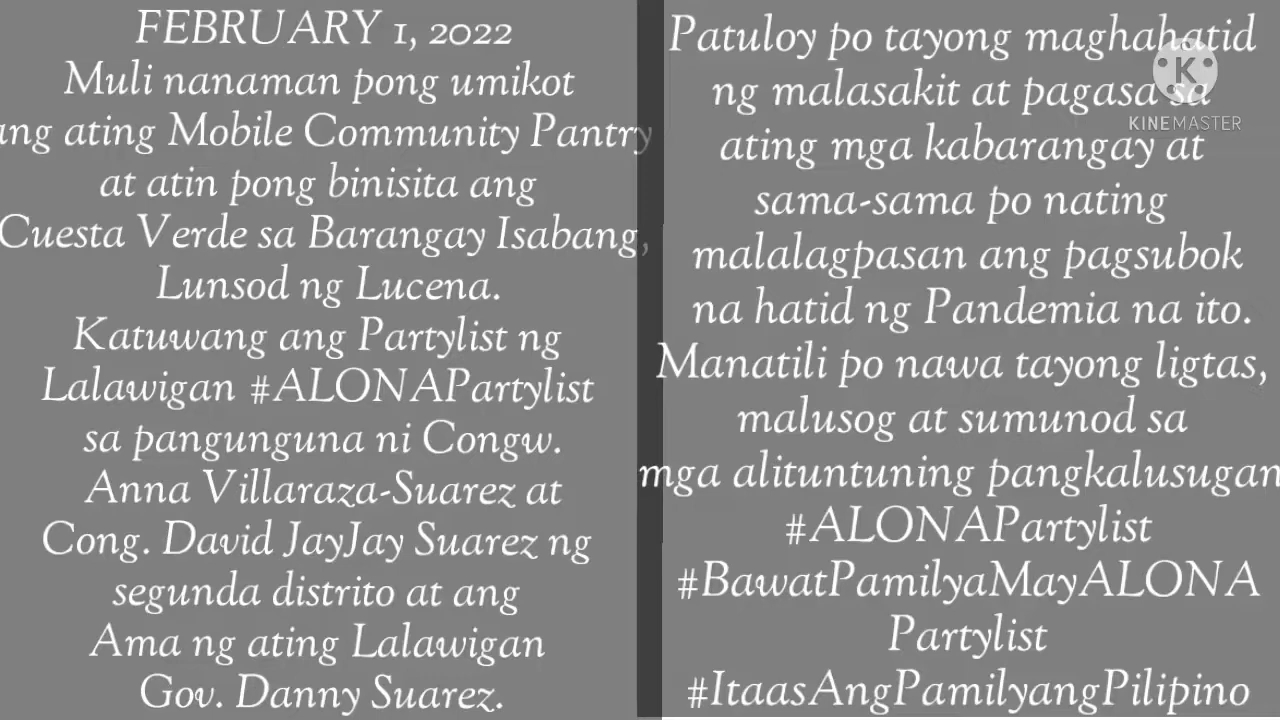 FEBRUARY 1, 2022
Muli nanaman pong umikot
ang ating Mobile Community Pantry
at atin pong binisita ang
Cuesta Verde sa Barangay Isabang,
Lunsod ng Lucena.
Katuwang ang Partylist ng
Lalawigan #ALONAPartylist
sa pangunguna ni Congw.
Anna Villaraza-Suarez at
Cong. David JayJay Suarez ng
segunda distrito at ang
Ama ng ating Lalawigan
Gov. Danny Suarez.
Patuloy po tayong maghahatid
ng malasakit at pagasa sa
ating mga kabarangay at
sama-sama po nating
malalagpasan ang pagsubok
na hatid ng Pandemia na ito.
Manatili po nawa tayong ligtas,
malusog at sumunod sa
mga alituntuning pangkalusugan
#ALONAPartylist
#BawatPamilyaMayALONA
Partylist
#ItaasAngPamilyangPilipino
K
KINEMASTER